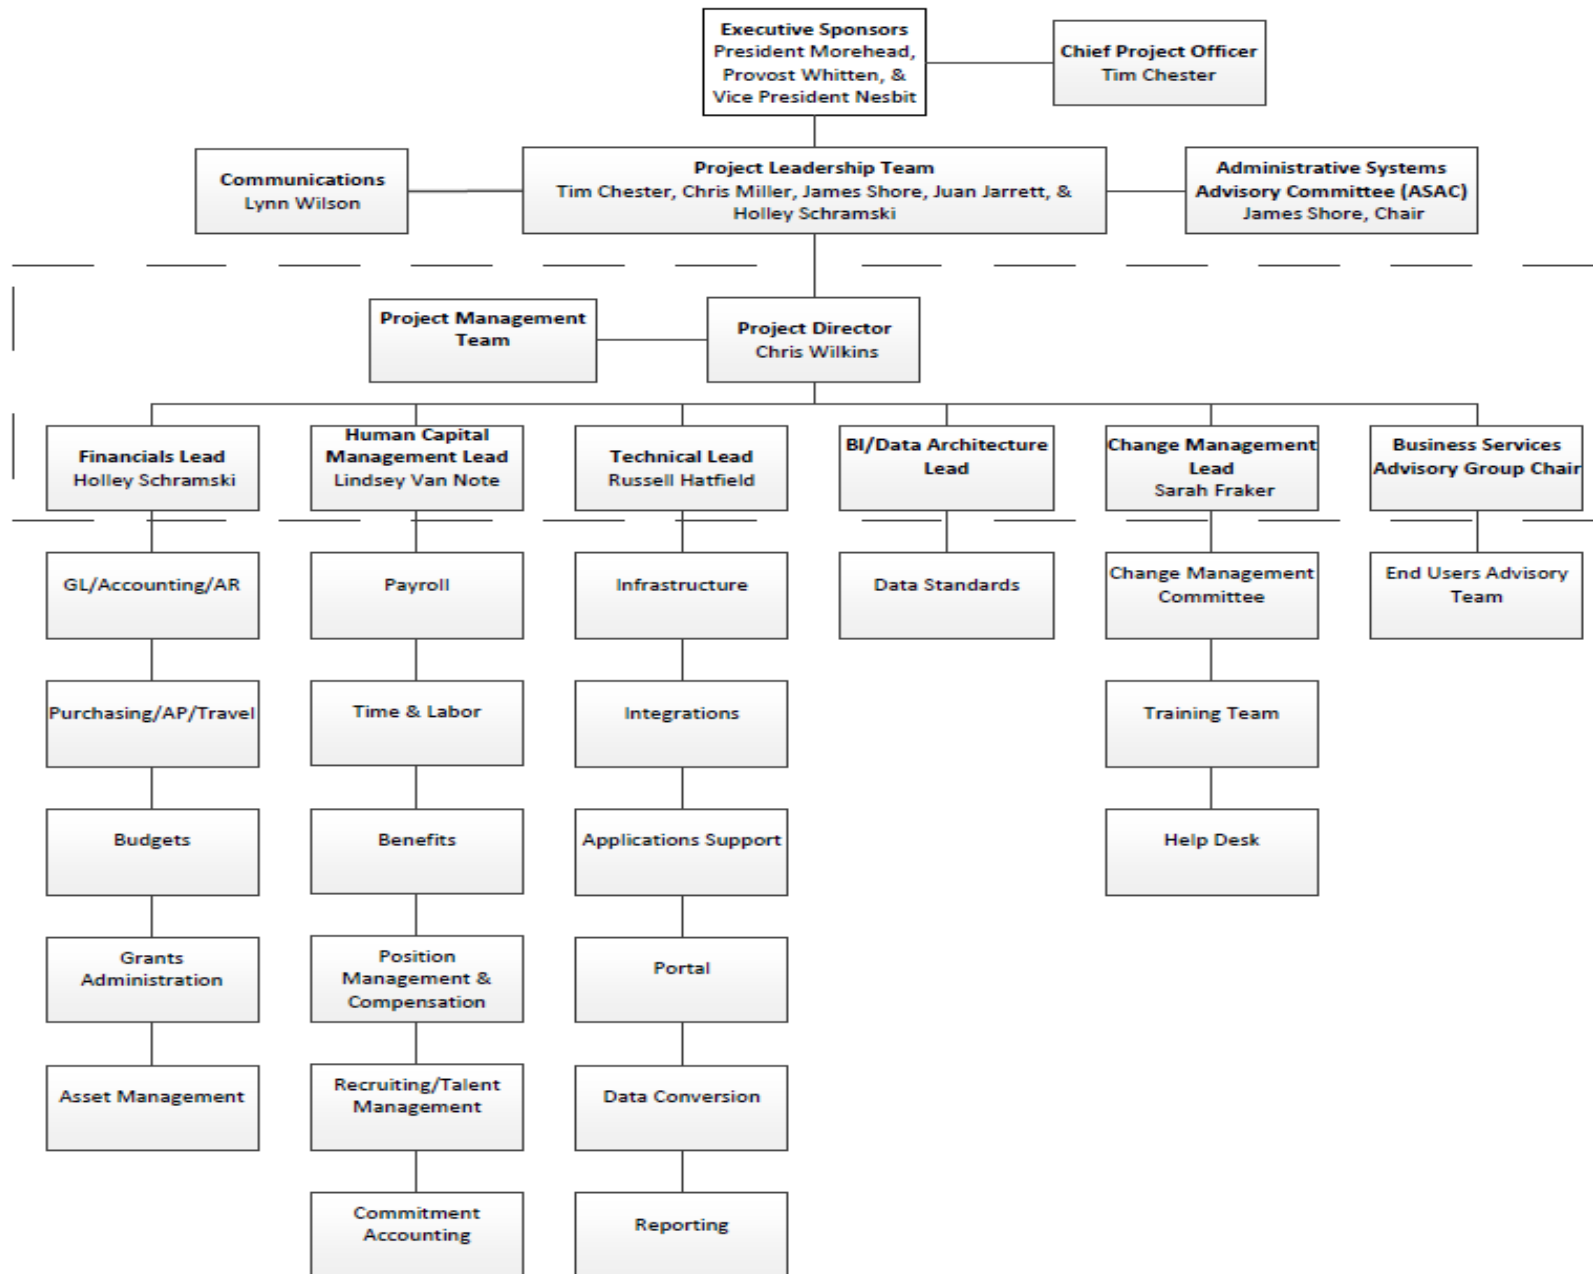 Executive Sponsors
President Morehead,
Provost Whitten, &
Vice President Nesbit
Chief Project Officer
Tim Chester
Communications
Lynn Wilson
Project Leadership Team
Tim Chester, Chris Miller, James Shore, Juan Jarrett, &
Holley Schramski
Administrative Systems
Advisory Committee (ASAC)
James Shore, Chair
Project Management
Team
Project Director
Chris Wilkins
Financials Lead
Holley Schramski
Human Capital
Management Lead
Lindsey Van Note
Technical Lead
Russell Hatfield
BI/Data Architecture
Lead
Change Management
Lead
Sarah Fraker
Business Services
Advisory Group Chair
GL/Accounting/AR
Payroll
Infrastructure
Data Standards
Change Management
Committee
End Users Advisory
Team
Purchasing/AP/Travel
Time & Labor
Integrations
Training Team
Budgets
Benefits
Applications Support
Help Desk
Grants
Administration
Position
Management &
Compensation
Portal
Asset Management
Recruiting/Talent
Management
Data Conversion
Commitment
Accounting
Reporting